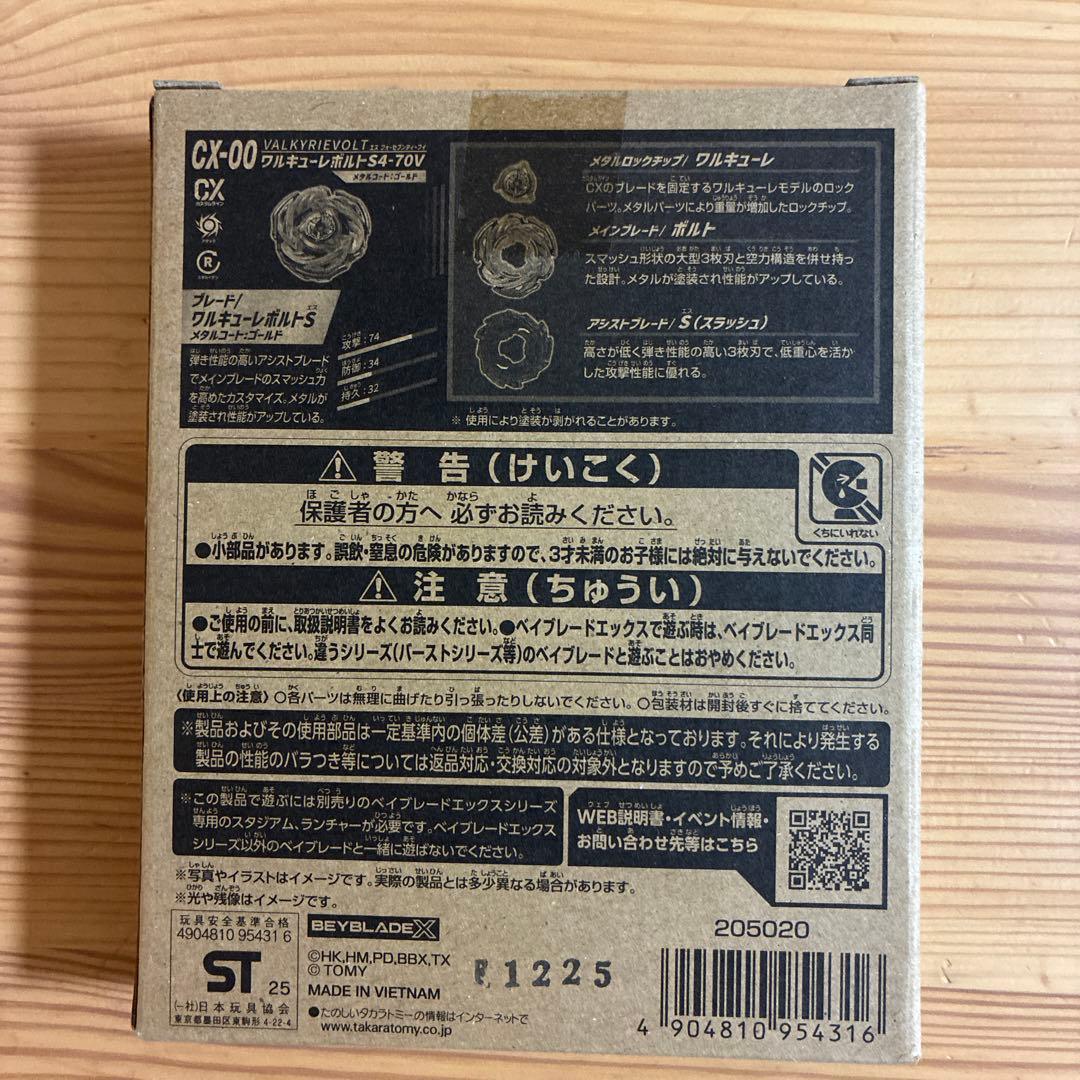 CX-00
VALKYRIEVOLT エス フォーセブンティーブイ
ワルキューレボルトS4-70V
メタルコート:ゴールド
CX
カスタムライン
アタック
R
ブレード/
ワルキューレボルトS
メタルコート:ゴールド
攻撃:74
防御:34
持久:32
弾き性能の高いアシストブレード
でメインブレードのスマッシュ力
を高めたカスタマイズ。メタルが
塗装され性能がアップしている。
メタルロックチップ/ ワルキューレ
CXのブレードを固定するワルキューレモデルのロック
パーツ。メタルパーツにより重量が増加したロックチップ。
メインブレード/ ボルト
スマッシュ形状の大型3枚刃と空力構造を併せ持っ
た設計。メタルが塗装され性能がアップしている。
アシストブレード/ S(スラッシュ)
高さが低く弾き性能の高い3枚刃で、低重心を活か
した攻撃性能に優れる。
※ 使用により塗装が剥がれることがあります。
警 告(けいこく)
保護者の方へ 必ずお読みください。
●小部品があります。誤飲・窒息の危険がありますので、3才未満のお子様には絶対に与えないでください。
くちにいれない
注 意(ちゅうい)
●ご使用の前に、取扱説明書をよくお読みください。●ベイブレードエックスで遊ぶ時は、ベイブレードエックス同
士で遊んでください。違うシリーズ(バーストシリーズ等)のベイブレードと遊ぶことはおやめください。
〈使用上の注意〉○各パーツは無理に曲げたり引っ張ったりしないでください。○包装材は開封後すぐに捨ててください。
※製品およびその使用部品は一定基準内の個体差(公差)がある仕様となっております。それにより発生する
製品の性能のバラつき等については返品対応・交換対応の対象外となりますので予めご了承ください。
※この製品で遊ぶには別売りのベイブレードエックスシリーズ
専用のスタジアム、ランチャーが必要です。ベイブレードエックス
シリーズ以外のベイブレードと一緒に遊ばないでください。
WEB説明書・イベント情報・
お問い合わせ先等はこちら
※写真やイラストはイメージです。実際の製品とは多少異なる場合があります。
※光や残像はイメージです。
玩具安全基準合格
4904810 95431 6
ST 25
(一社)日本玩具協会
東京都墨田区東駒形 4-22-4
BEYBLADE X
©HK,HM,PD,BBX,TX
© TOMY
MADE IN VIETNAM
●たのしいタカラトミーの情報はインターネットで
www.takaratomy.co.jp
1225
205020
4 904810 954316